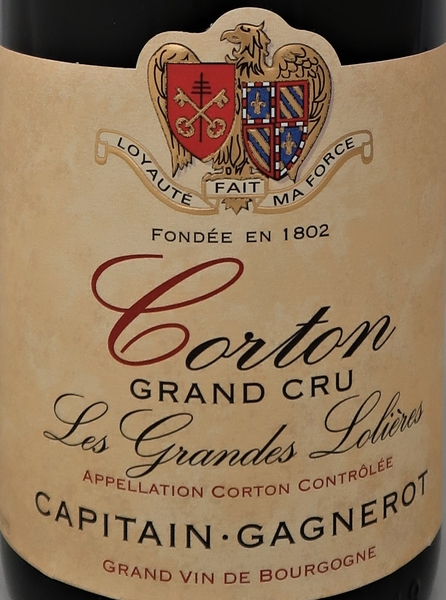 LOYAUTÉ FAIT MA FORCE
FONDÉE EN 1802
Corton
GRAND CRU
Les Grandes Lolières
APPELLATION CORTON CONTRÔLÉE
CAPITAIN·GAGNEROT
GRAND VIN DE BOURGOGNE